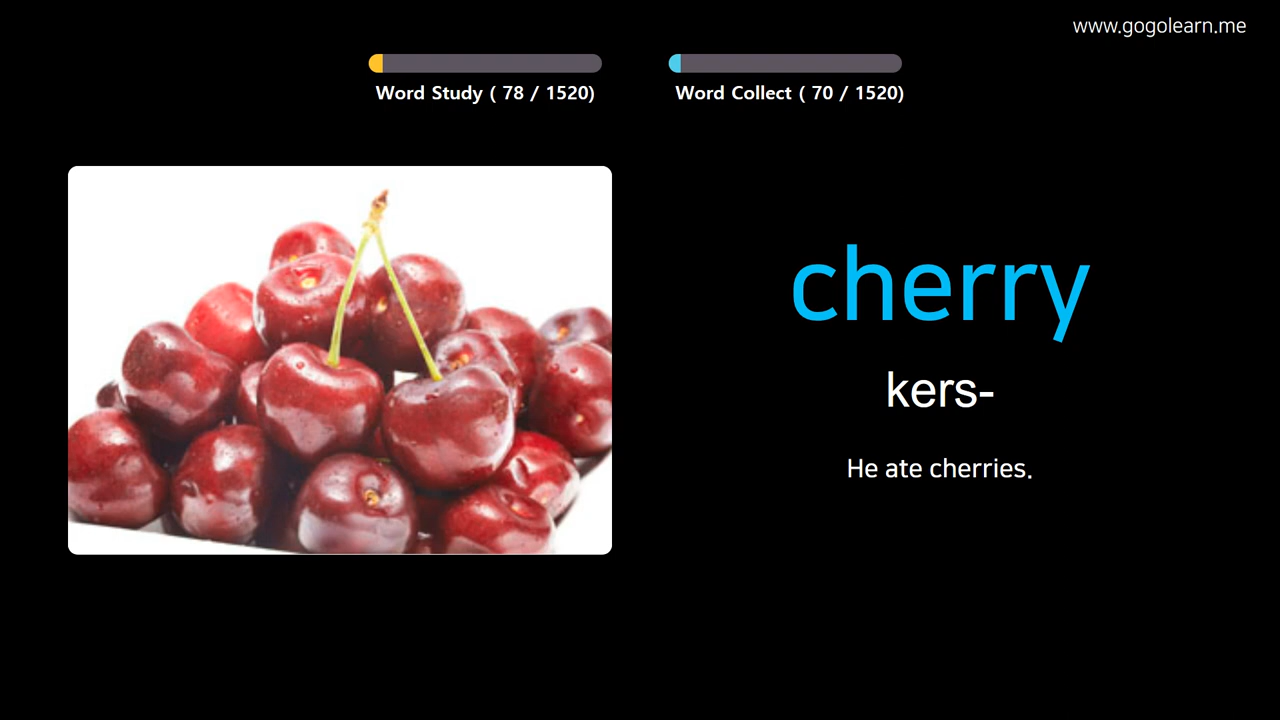 www.gogolearn.me
Word Study ( 78 / 1520)
Word Collect ( 70 / 1520)
cherry
kers-
He ate cherries.